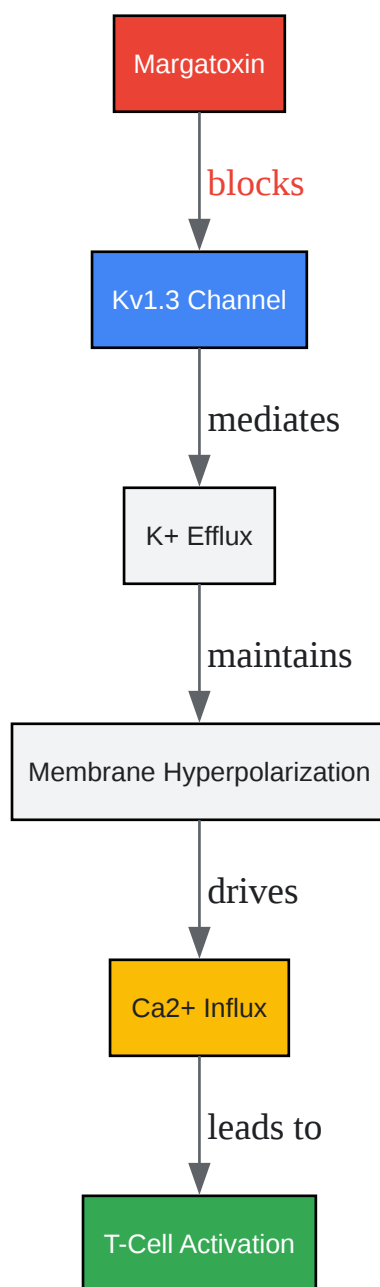 Margatoxin
blocks
Kv1.3 Channel
mediates
K+ Efflux
maintains
Membrane Hyperpolarization
drives
Ca2+ Influx
leads to
T-Cell Activation